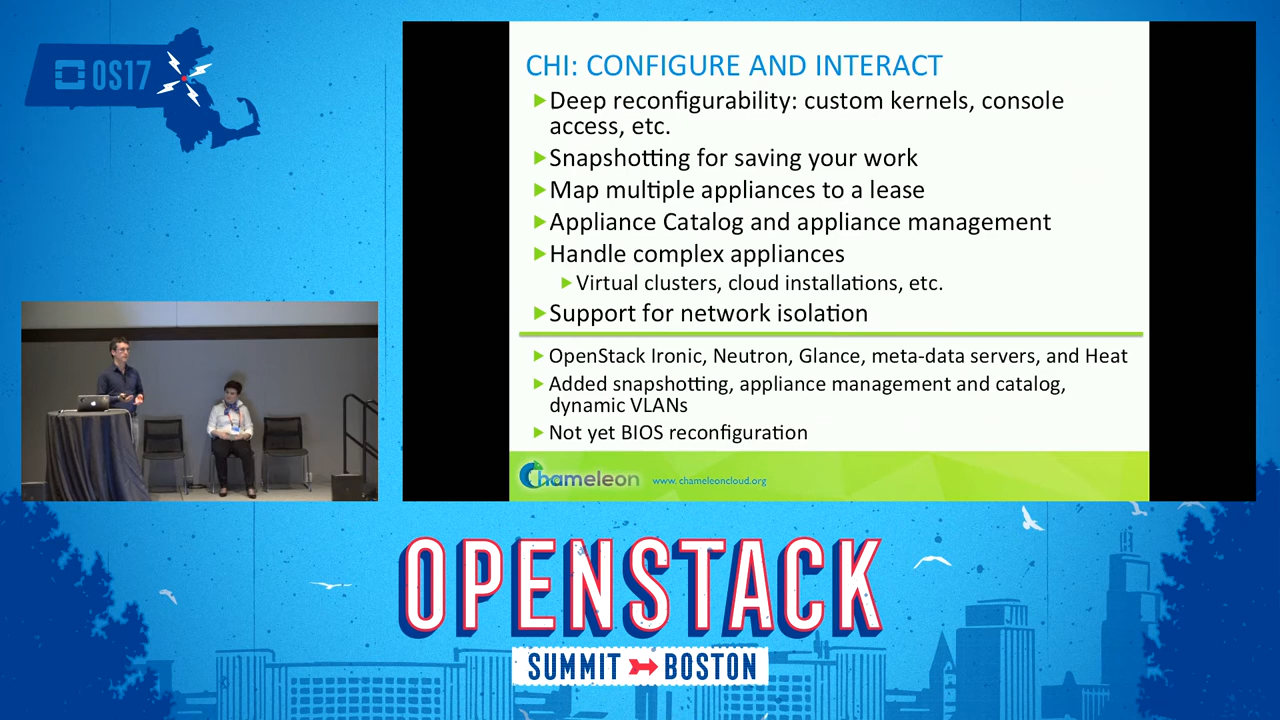 OS17
CHI: CONFIGURE AND INTERACT
Deep reconfigurability: custom kernels, console
access, etc.
Snapshotting for saving your work
Map multiple appliances to a lease
Appliance Catalog and appliance management
Handle complex appliances
Virtual clusters, cloud installations, etc.
Support for network isolation
OpenStack Ironic, Neutron, Glance, meta-data servers, and Heat
Added snapshotting, appliance management and catalog,
dynamic VLANs
Not yet BIOS reconfiguration
Chameleon
www. chameleoncloud.org
OPENSTACK
SUMMIT BOSTON